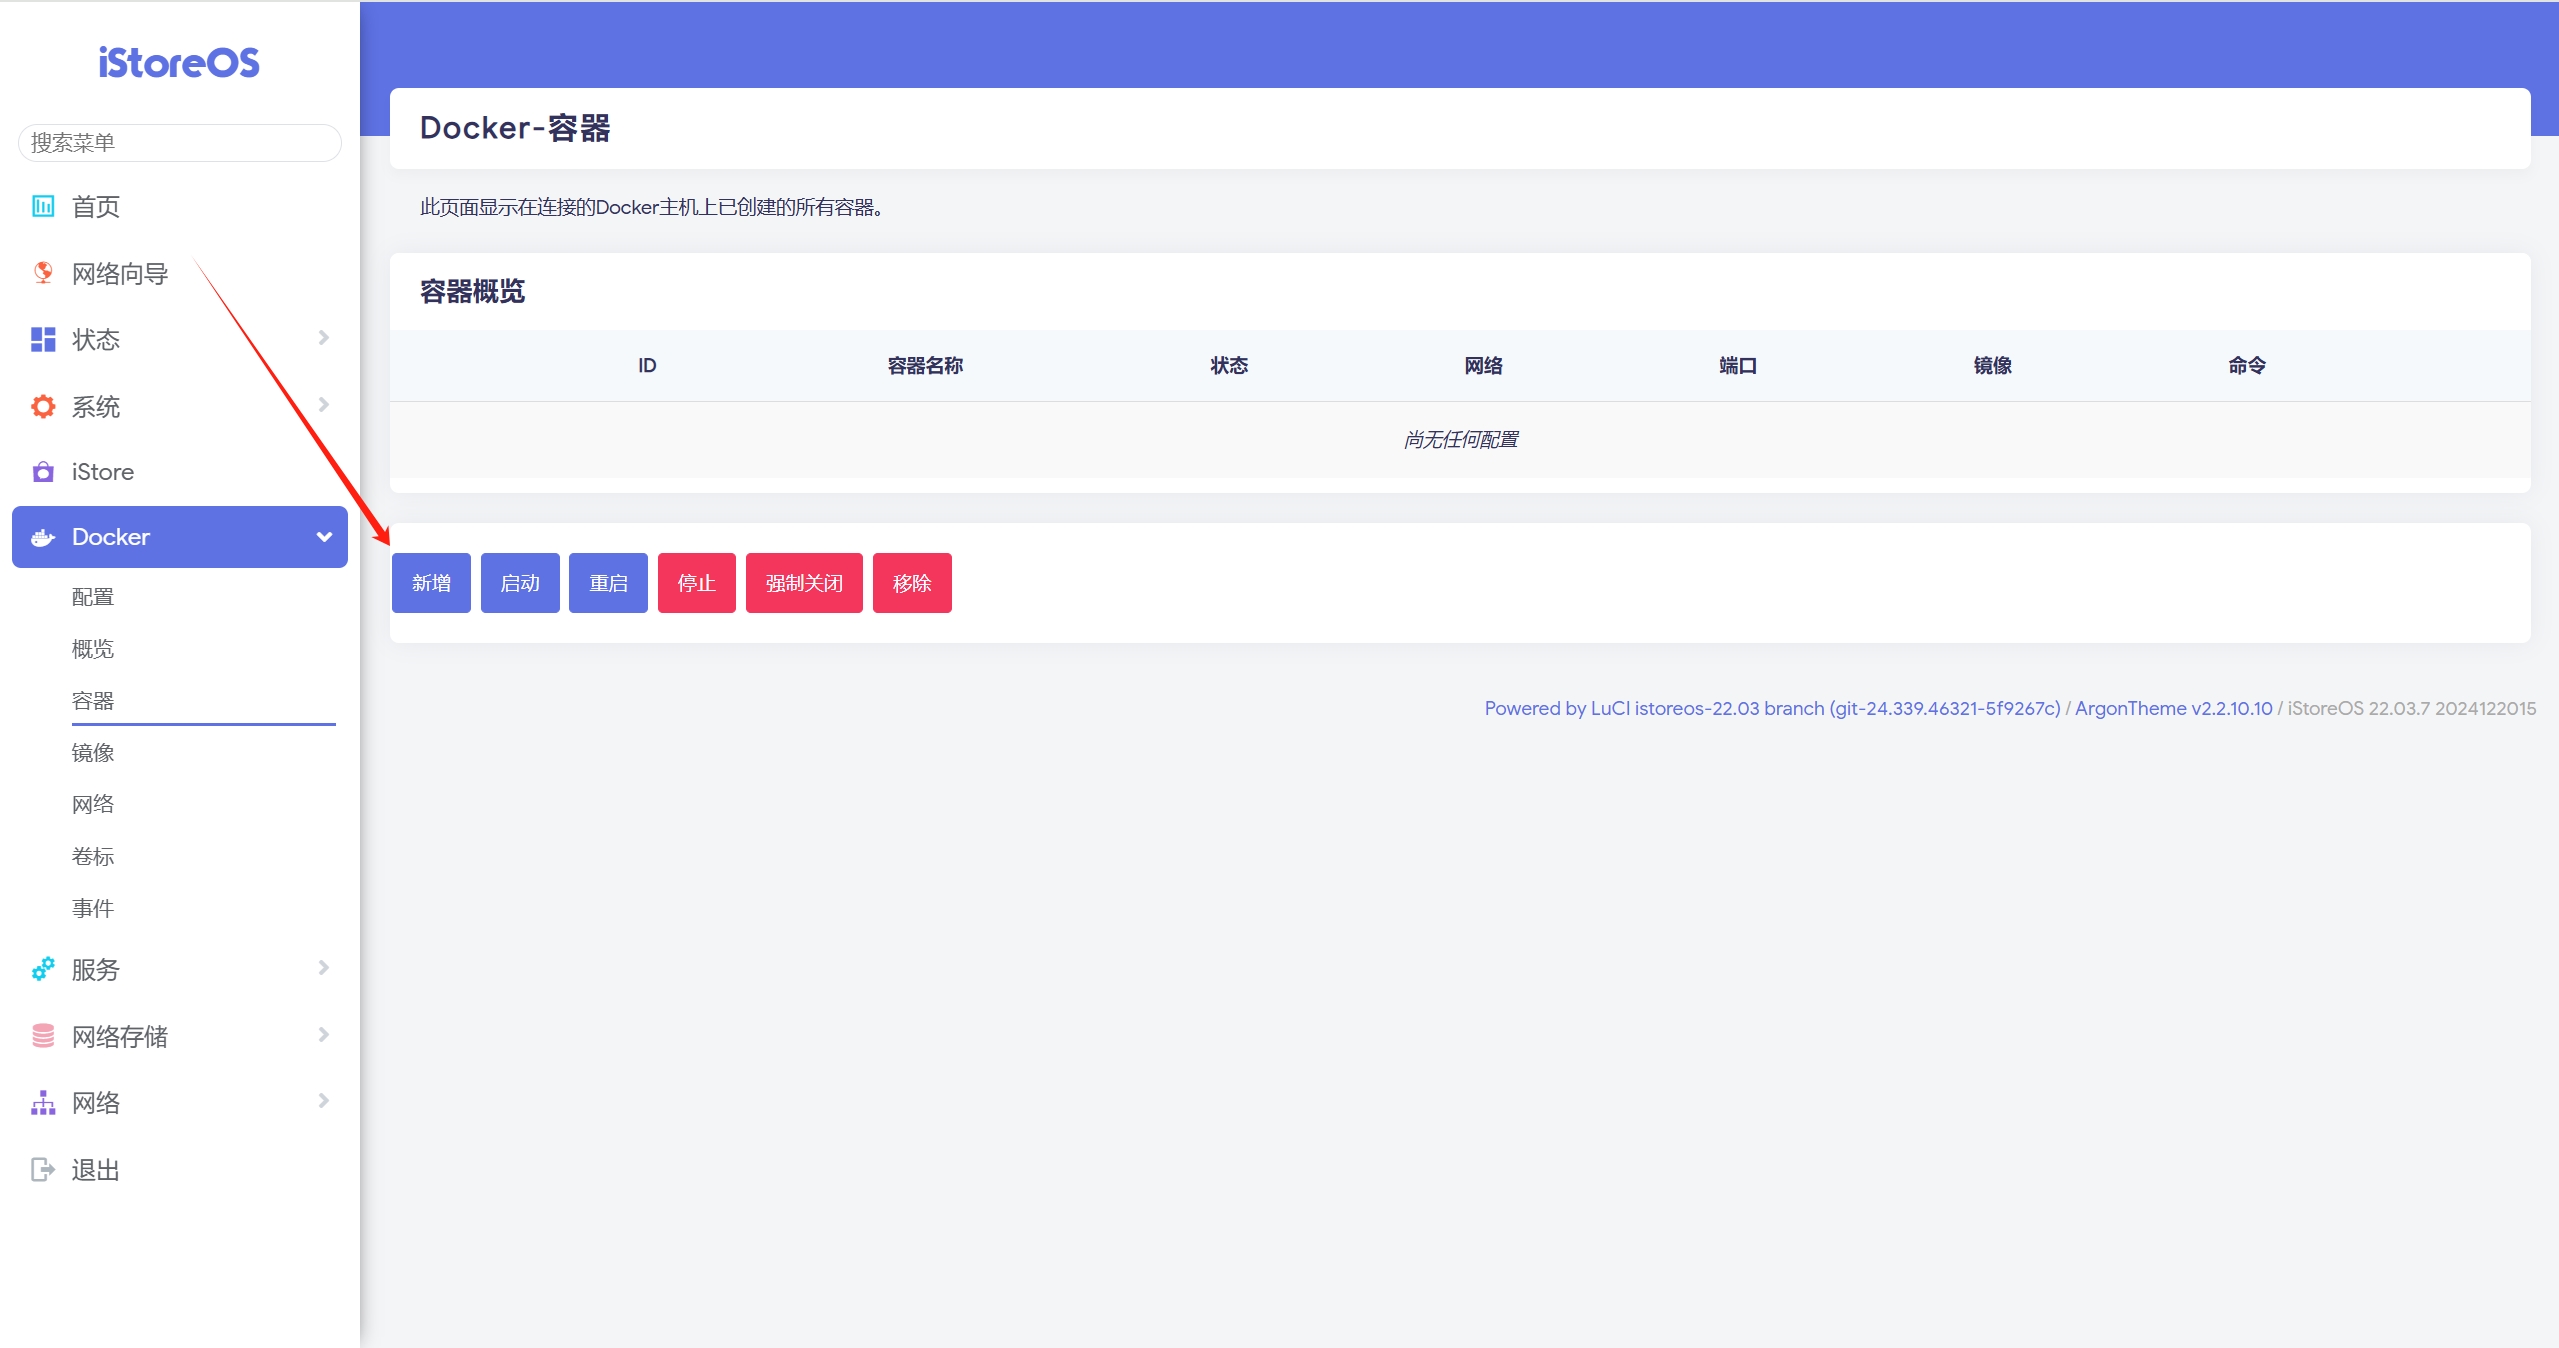 iStoreOS
搜索菜单
首页
网络向导
状态
系统
iStore
Docker
配置
概览
容器
镜像
网络
卷标
事件
服务
网络存储
网络
退出
Docker-容器
此页面显示在连接的Docker主机上已创建的所有容器。
容器概览
ID 容器名称 状态 网络 端口 镜像 命令
尚无任何配置
新增 启动 重启 停止 强制关闭 移除
Powered by LuCI istoreos-22.03 branch (git-24.339.46321-5f9267c) / ArgonTheme v2.2.10.10 / iStoreOS 22.03.7 2024122015